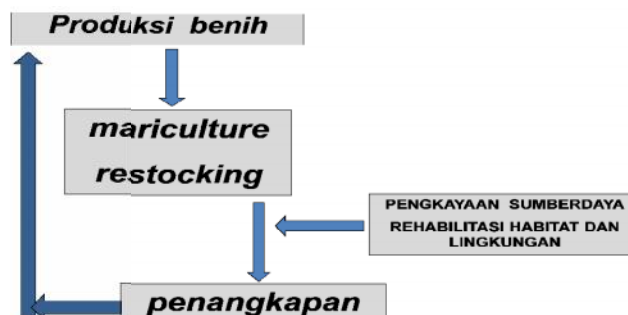 Produksi benih
mariculture
restocking
PENGKAYAAN SUMBERDAYA
REHABILITASI HABITAT DAN
LINGKUNGAN
penangkapan